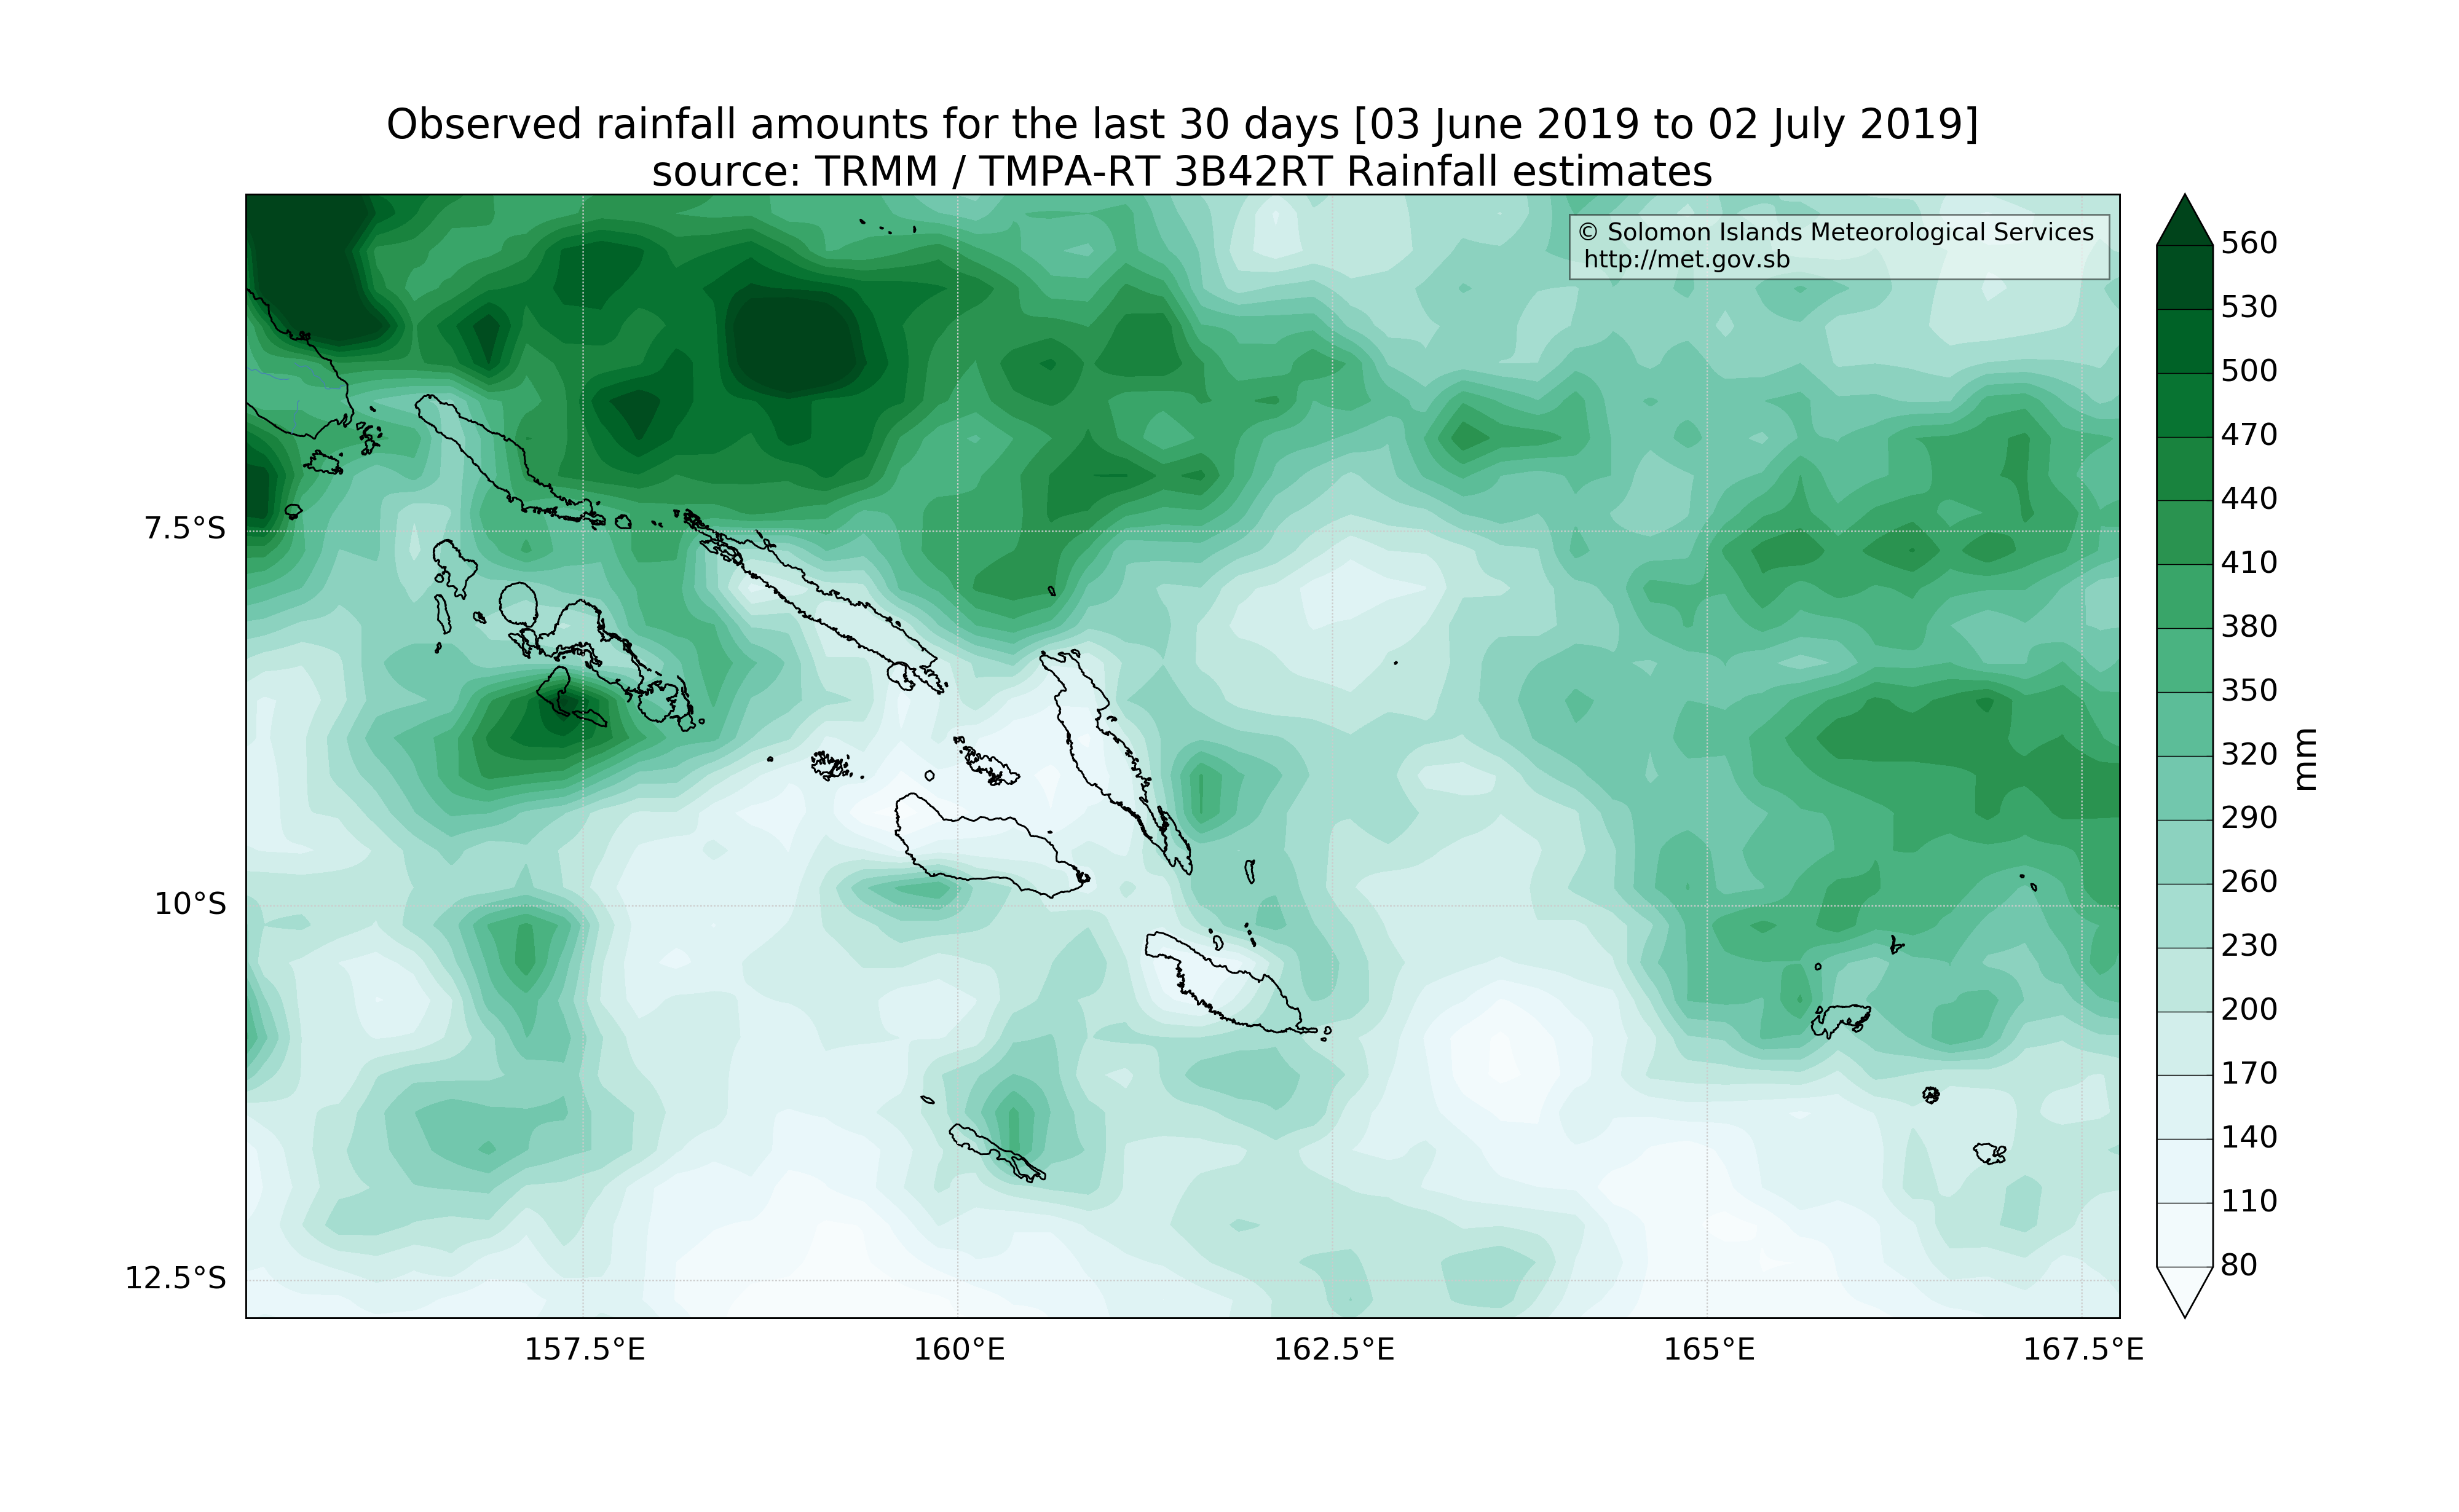 Observed rainfall amounts for the last 30 days [03 June 2019 to 02 July 2019]
source: TRMM / TMPA-RT 3B42RT Rainfall estimates
© Solomon Islands Meteorological Services
http://met.gov.sb
7.5°S
10°S
12.5°S
157.5°E
160°E
162.5°E
165°E
167.5°E
560
530
500
470
440
410
380
350
320
290
260
230
200
170
140
110
80
mm